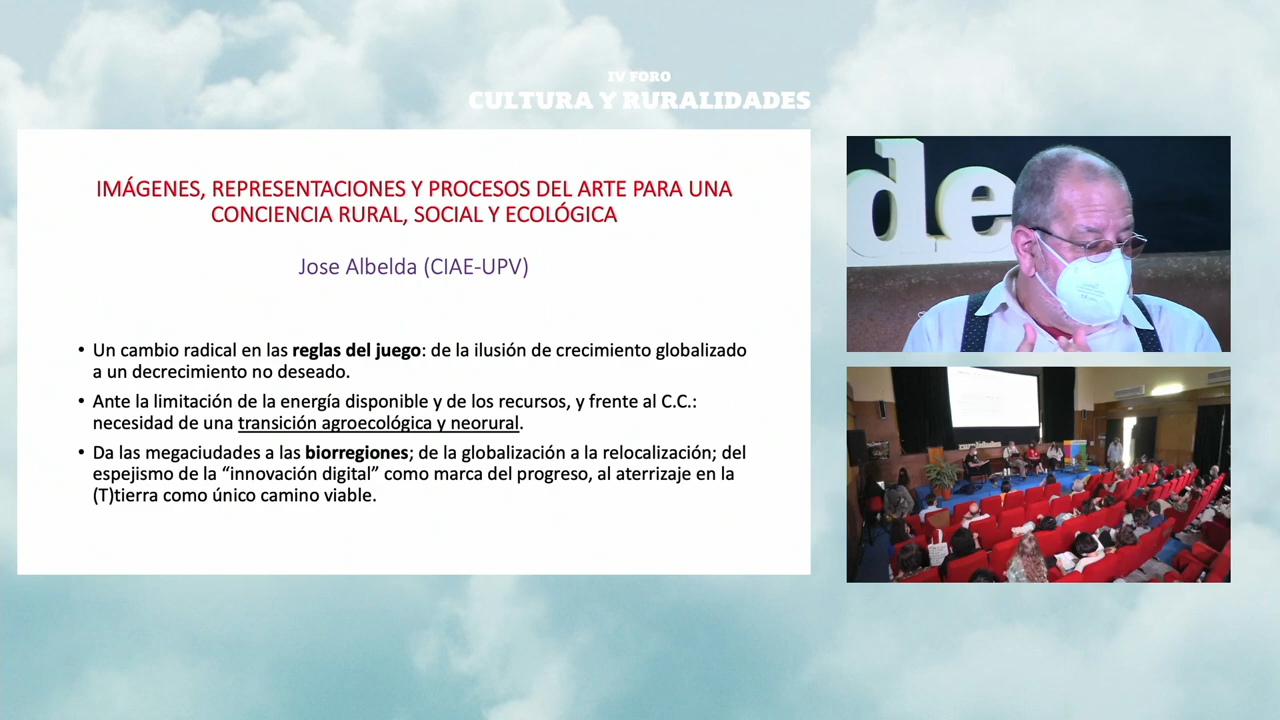 IV FORO
CULTURA Y RURALIDADES
IMÁGENES, REPRESENTACIONES Y PROCESOS DEL ARTE PARA UNA
CONCIENCIA RURAL, SOCIAL Y ECOLÓGICA
Jose Albelda (CIAE-UPV)
• Un cambio radical en las reglas del juego: de la ilusión de crecimiento globalizado
a un decrecimiento no deseado.
• Ante la limitación de la energía disponible y de los recursos, y frente al C.C.:
necesidad de una transición agroecológica y neorural.
• Da las megaciudades a las biorregiones; de la globalización a la relocalización; del
espejismo de la “innovación digital” como marca del progreso, al aterrizaje en la
(T)tierra como único camino viable.
de